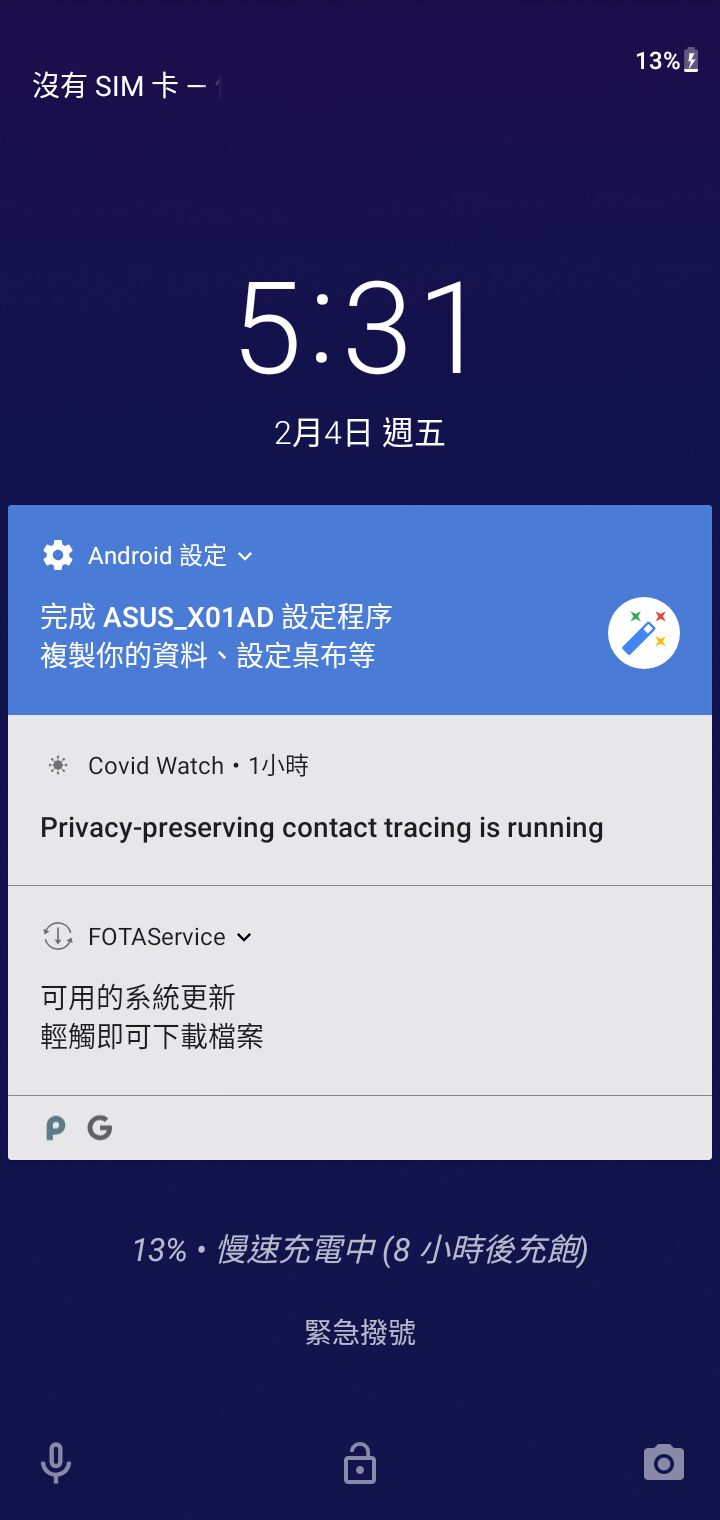 13%
沒有 SIM 卡 —
5:31
2月4日 週五
Android 設定
完成 ASUS_X01AD 設定程序
複製你的資料、設定桌布等
Covid Watch • 1小時
Privacy-preserving contact tracing is running
FOTAService
可用的系統更新
輕觸即可下載檔案
13% • 慢速充電中 (8 小時後充飽)
緊急撥號